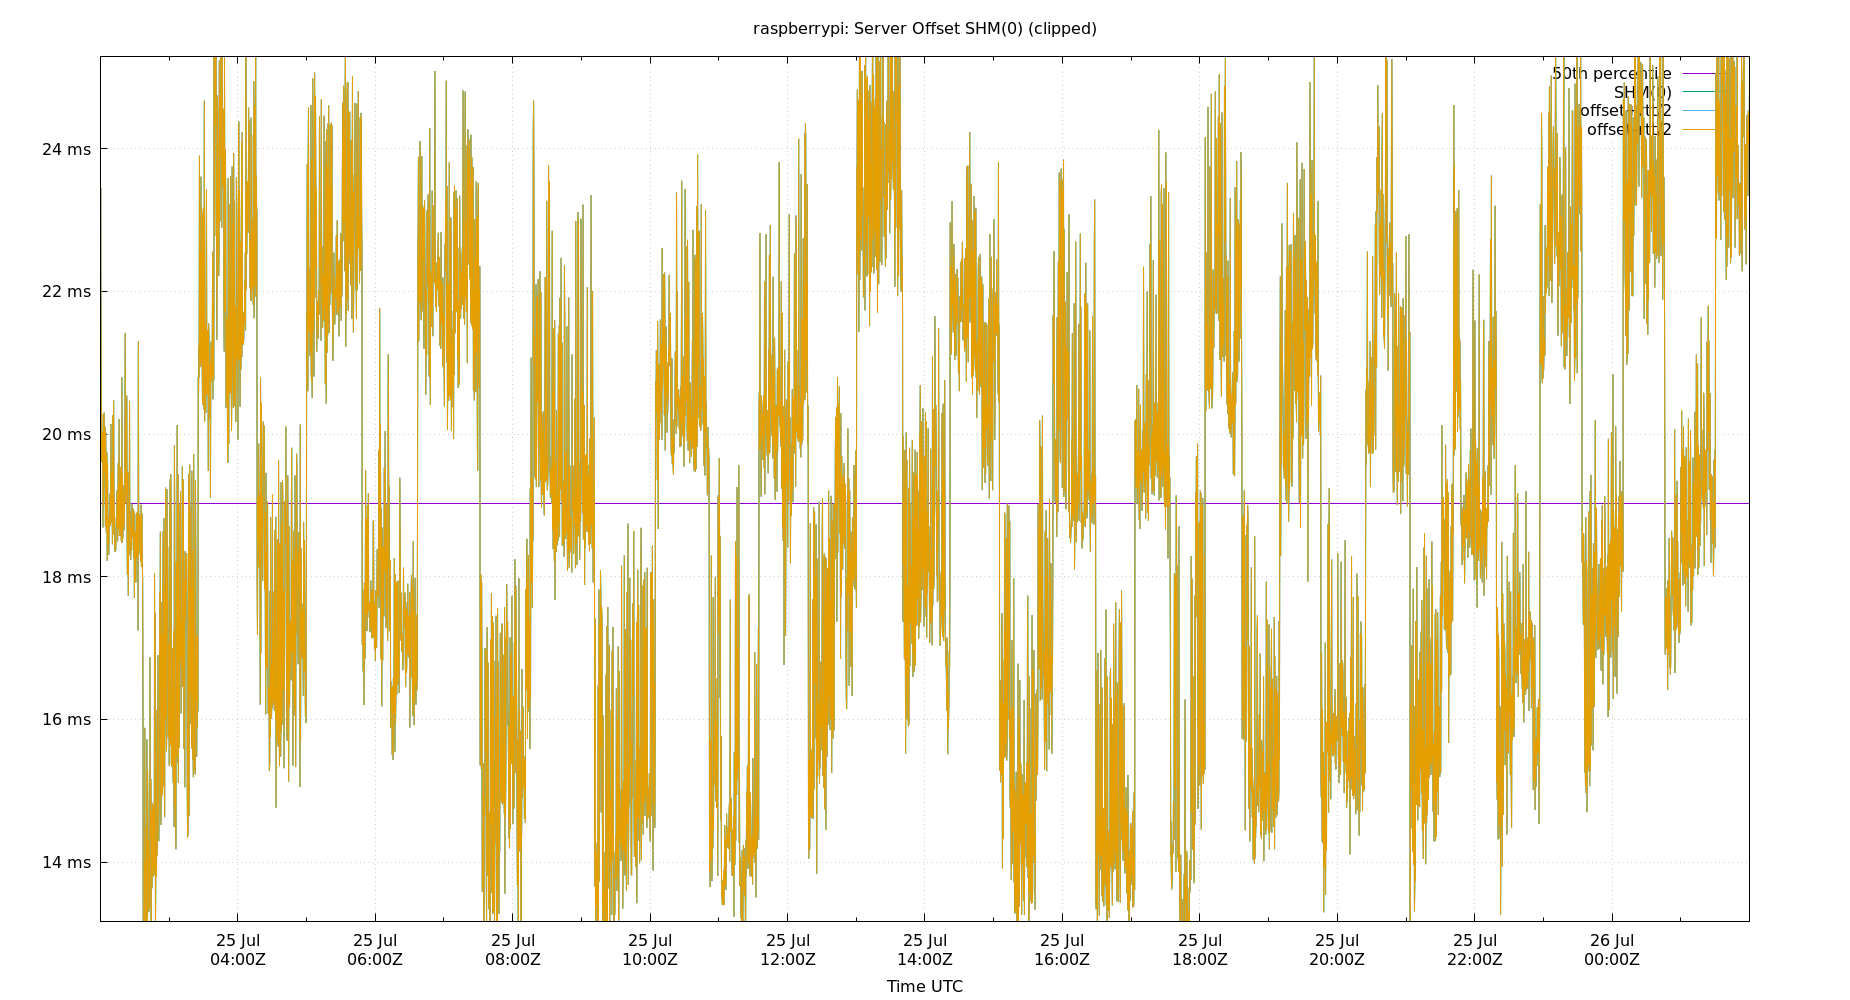 raspberrypi: Server Offset SHM(0) (clipped)
50th percentile
SHM(0)
24 ms
22 ms
20 ms
18 ms
16 ms
14 ms
25 Jul 25 Jul 25 Jul 25 Jul 25 Jul 25 Jul 25 Jul 25 Jul 25 Jul 25 Jul 26 Jul
04:00Z 06:00Z 08:00Z 10:00Z 12:00Z 14:00Z 16:00Z 18:00Z 20:00Z 22:00Z 00:00Z
Time UTC